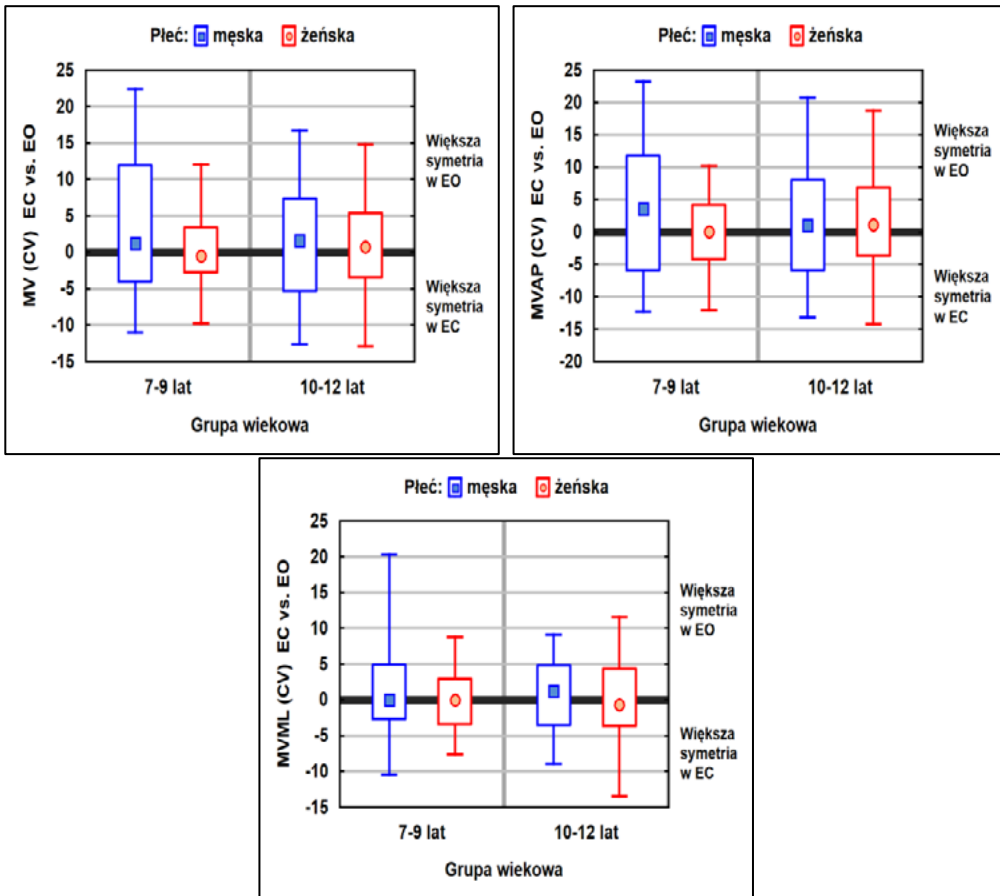 Płeć: męska żeńska
MV (CV) EC vs. EO
25
20
15
10
5
0
-5
-10
-15
Większa
symetria
w EO
Większa
symetria
w EC
7-9 lat 10-12 lat
Grupa wiekowa
Płeć: męska żeńska
MVAP (CV) EC vs. EO
25
20
15
10
5
0
-5
-10
-15
-20
Większa
symetria
w EO
Większa
symetria
w EC
7-9 lat 10-12 lat
Grupa wiekowa
Płeć: męska żeńska
MVML (CV) EC vs. EO
25
20
15
10
5
0
-5
-10
-15
Większa
symetria
w EO
Większa
symetria
w EC
7-9 lat 10-12 lat
Grupa wiekowa